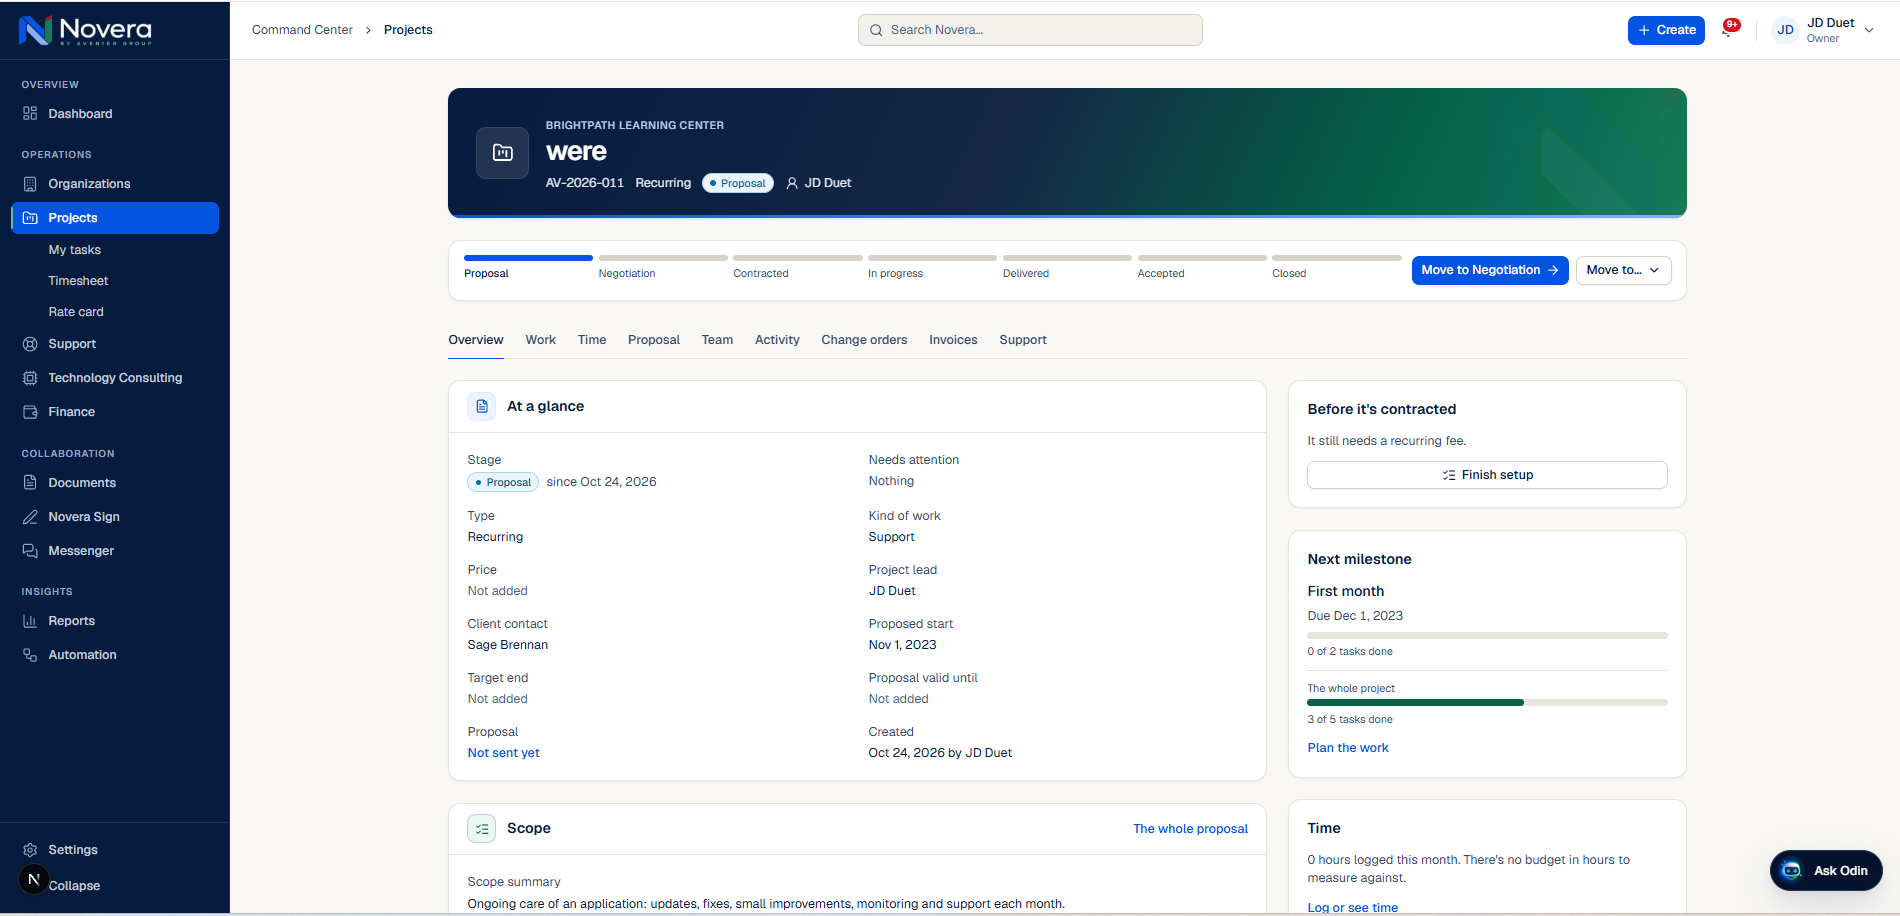 Novera
BY AVENIER GROUP
Command Center
Projects
Search Novera...
Create
9+
JD
JD Duet
Owner
OVERVIEW
Dashboard
OPERATIONS
Organizations
Projects
My tasks
Timesheet
Rate card
Support
Technology Consulting
Finance
COLLABORATION
Documents
Novera Sign
Messenger
INSIGHTS
Reports
Automation
Settings
N
Collapse
BRIGHTPATH LEARNING CENTER
were
AV-2026-011 Recurring Proposal JD Duet
Proposal
Negotiation
Contracted
In progress
Delivered
Accepted
Closed
Move to Negotiation
Move to...
Overview Work Time Proposal Team Activity Change orders Invoices Support
At a glance
Stage
Proposal since Oct 24, 2026
Needs attention
Nothing
Type
Recurring
Kind of work
Support
Price
Not added
Project lead
JD Duet
Client contact
Sage Brennan
Proposed start
Nov 1, 2023
Target end
Not added
Proposal valid until
Not added
Proposal
Not sent yet
Created
Oct 24, 2026 by JD Duet
Scope
The whole proposal
Scope summary
Ongoing care of an application: updates, fixes, small improvements, monitoring and support each month.
Before it's contracted
It still needs a recurring fee.
Finish setup
Next milestone
First month
Due Dec 1, 2023
0 of 2 tasks done
The whole project
3 of 5 tasks done
Plan the work
Time
0 hours logged this month. There's no budget in hours to
measure against.
Log or see time
Ask Odin